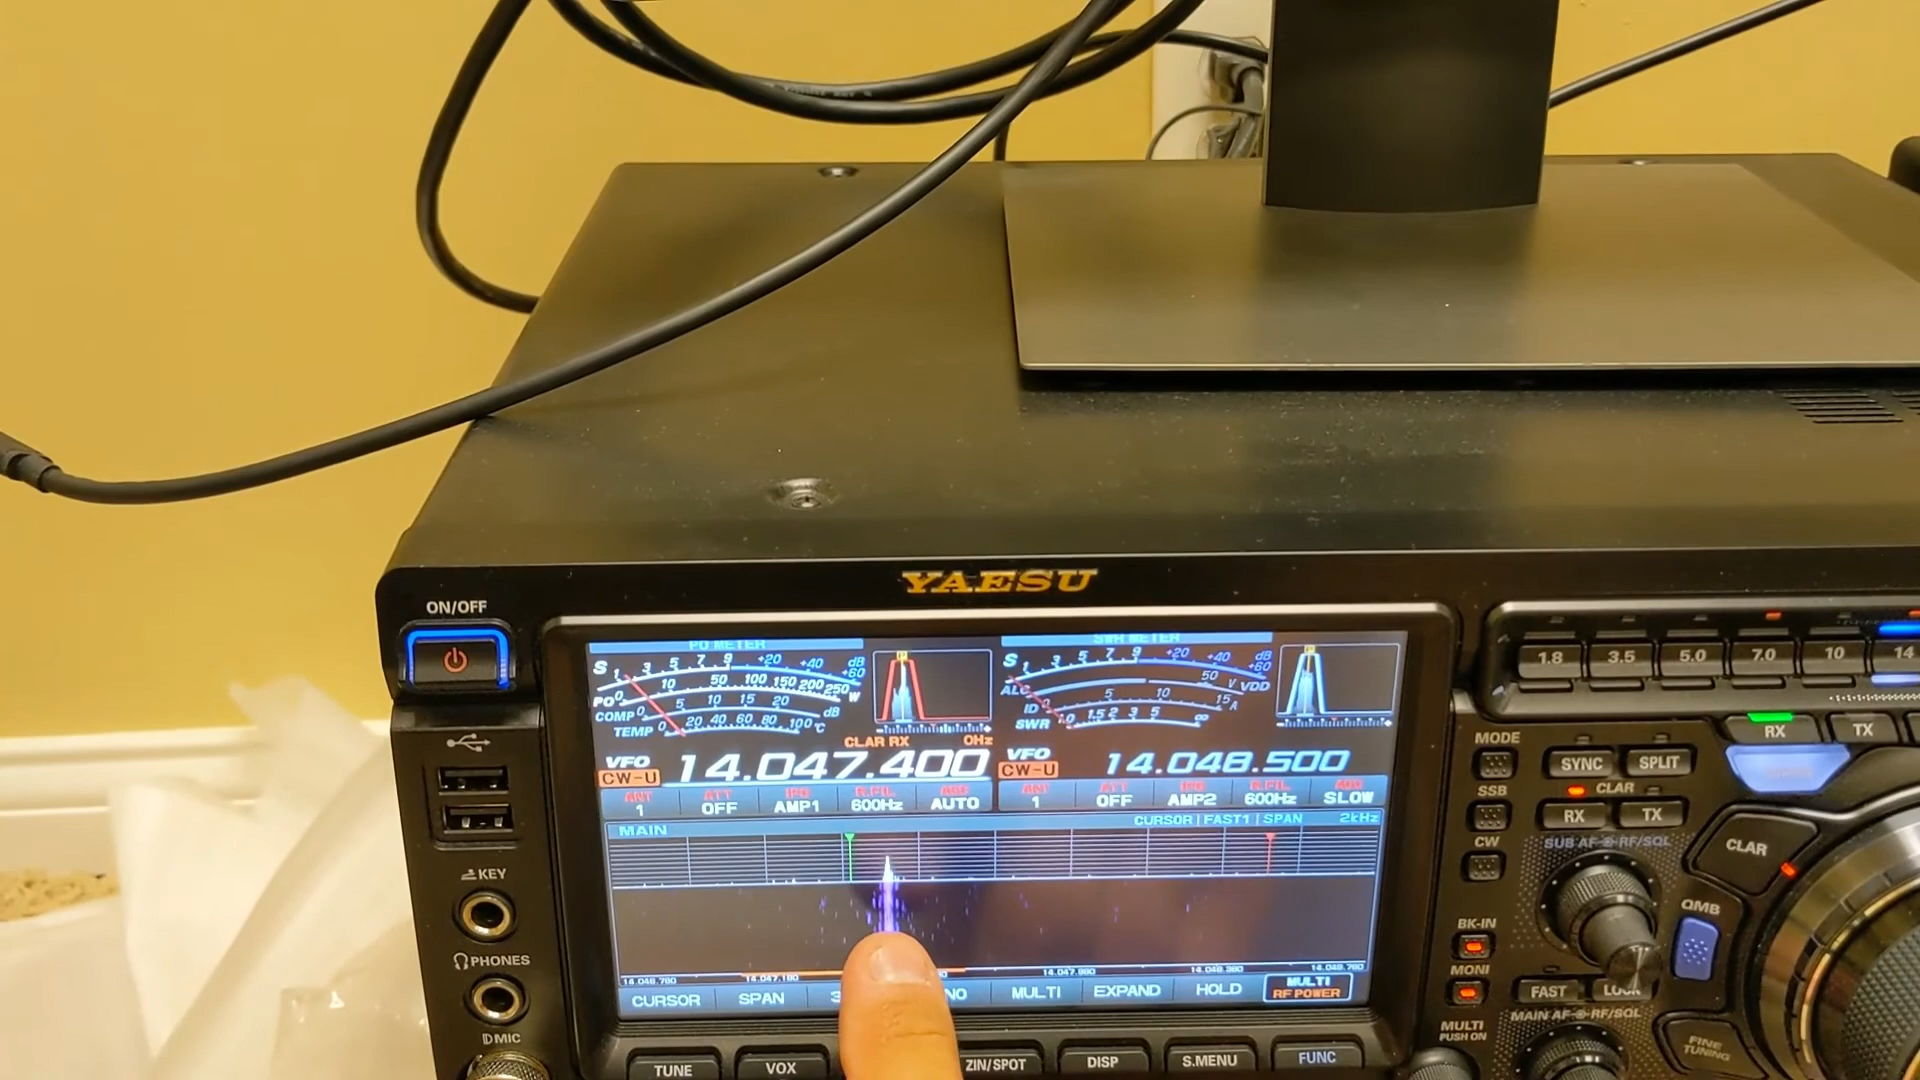 YAESU
ON/OFF
PO METER
SWR METER
S 1 3 5 7 9 +20 +40 +60 dB
PO 0 10 50 100 150 200 250 W
COMP 0 5 10 15 20 dB
TEMP 0 20 40 60 80 100 °C
S 1 3 5 7 9 +20 +40 +60 dB
ALC 50 V VDD
ID 0 5 10 15 A
SWR 1.0 1.5 2 3 5 ∞
CLAR RX 0Hz
VFO
CW-U
14.047.400
VFO
CW-U
14.048.500
ANT ATT IPO R.FIL AGC
1 OFF AMP1 600Hz AUTO
ANT ATT IPO R.FIL AGC
1 OFF AMP2 600Hz SLOW
MAIN
CURSOR | FAST1 | SPAN 2kHz
14.046.780 14.047.180 14.047.980 14.048.380 14.048.780
CURSOR SPAN 3 NO MULTI EXPAND HOLD MULTI
RF POWER
KEY
PHONES
MIC
TUNE VOX ZIN/SPOT DISP S.MENU FUNC
1.8 3.5 5.0 7.0 10 14
RX TX
MODE
SYNC SPLIT
SSB
CLAR
RX TX
CW
SUB AF RF/SQL
CLAR
QMB
BK-IN
MONI
FAST LOCK
MAIN AF RF/SQL
MULTI
PUSH ON
FINE
TUNING